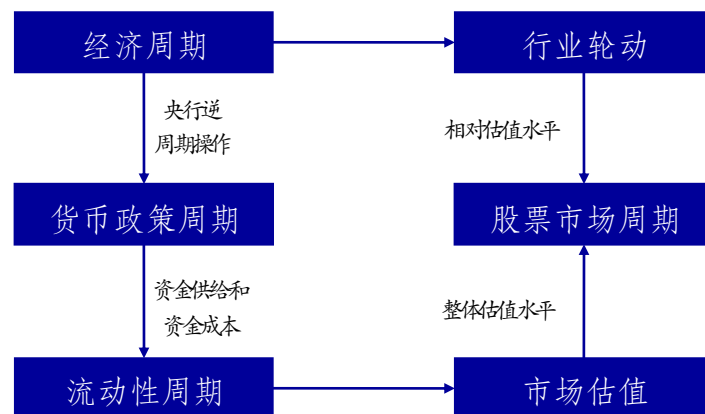 经济周期
行业轮动
央行逆
周期操作
相对估值水平
货币政策周期
股票市场周期
资金供给和
资金成本
整体估值水平
流动性周期
市场估值